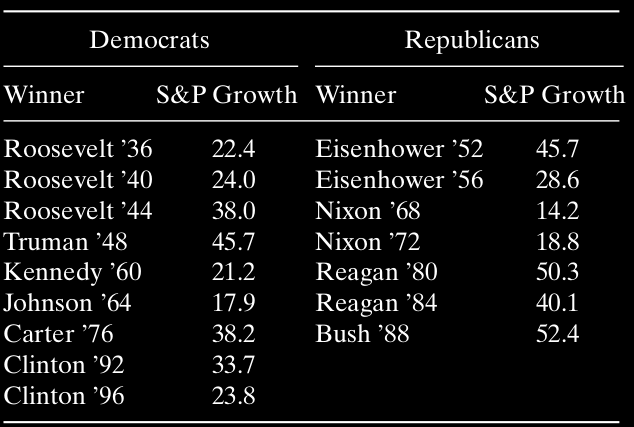 Democrats Republicans
Winner S&P Growth Winner S&P Growth
Roosevelt ’36 22.4 Eisenhower ’52 45.7
Roosevelt ’40 24.0 Eisenhower ’56 28.6
Roosevelt ’44 38.0 Nixon ’68 14.2
Truman ’48 45.7 Nixon ’72 18.8
Kennedy ’60 21.2 Reagan ’80 50.3
Johnson ’64 17.9 Reagan ’84 40.1
Carter ’76 38.2 Bush ’88 52.4
Clinton ’92 33.7
Clinton ’96 23.8